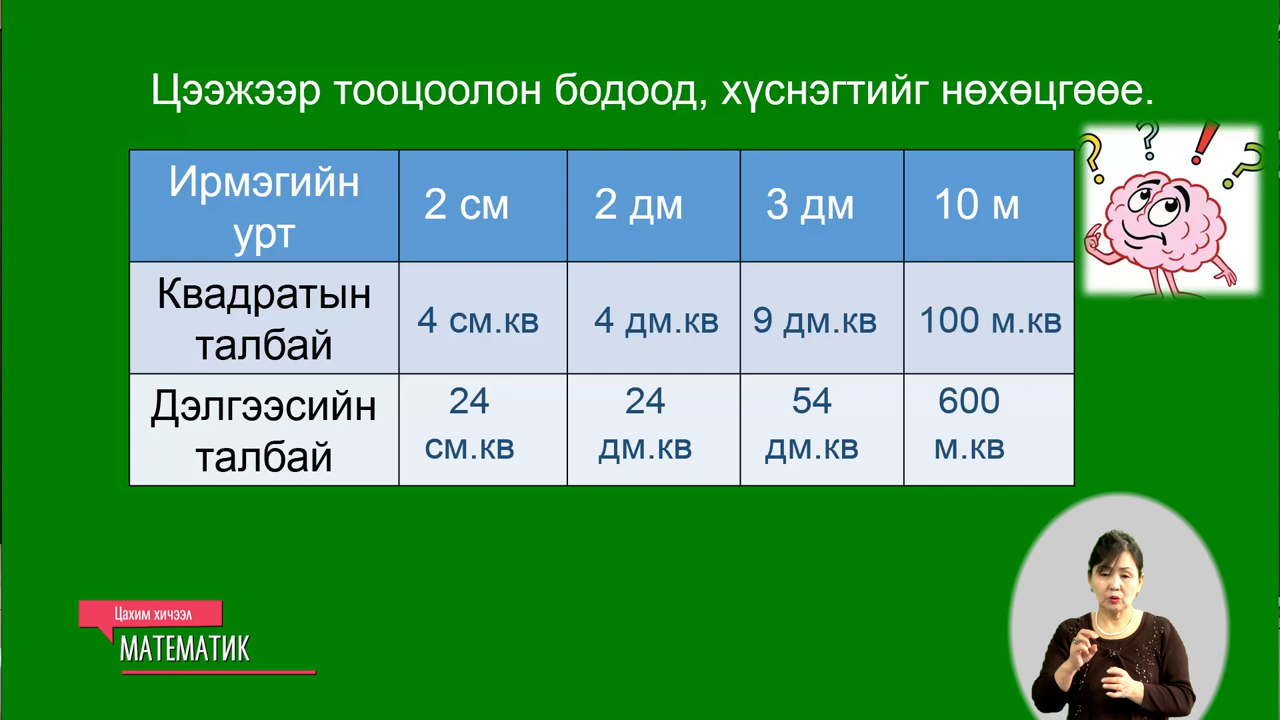 Цээжээр тооцоолон бодоод, хүснэгтийг нөхөцгөөе.
Ирмэгийн
урт
2 см
2 дм
3 дм
10 м
Квадратын
талбай
4 см.кв
4 дм.кв
9 дм.кв
100 м.кв
Дэлгээсийн
талбай
24
см.кв
24
дм.кв
54
дм.кв
600
м.кв
Цахим хичээл
МАТЕМАТИК